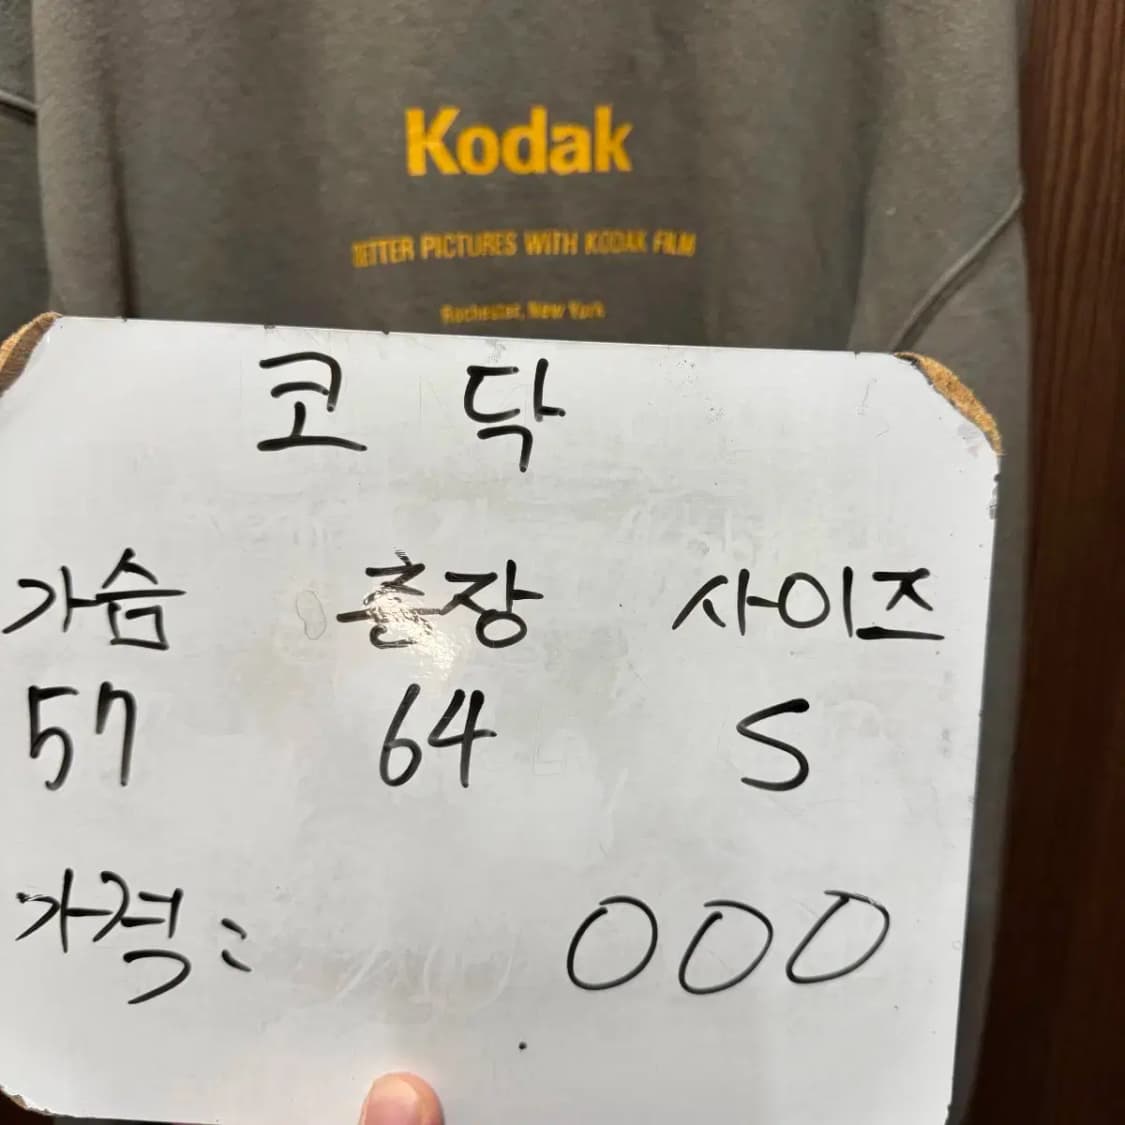 Kodak
BETTER PICTURES WITH KODAK FILM
Rochester, New York
코닥
가슴 총장 사이즈
57 64 S
가격: 000